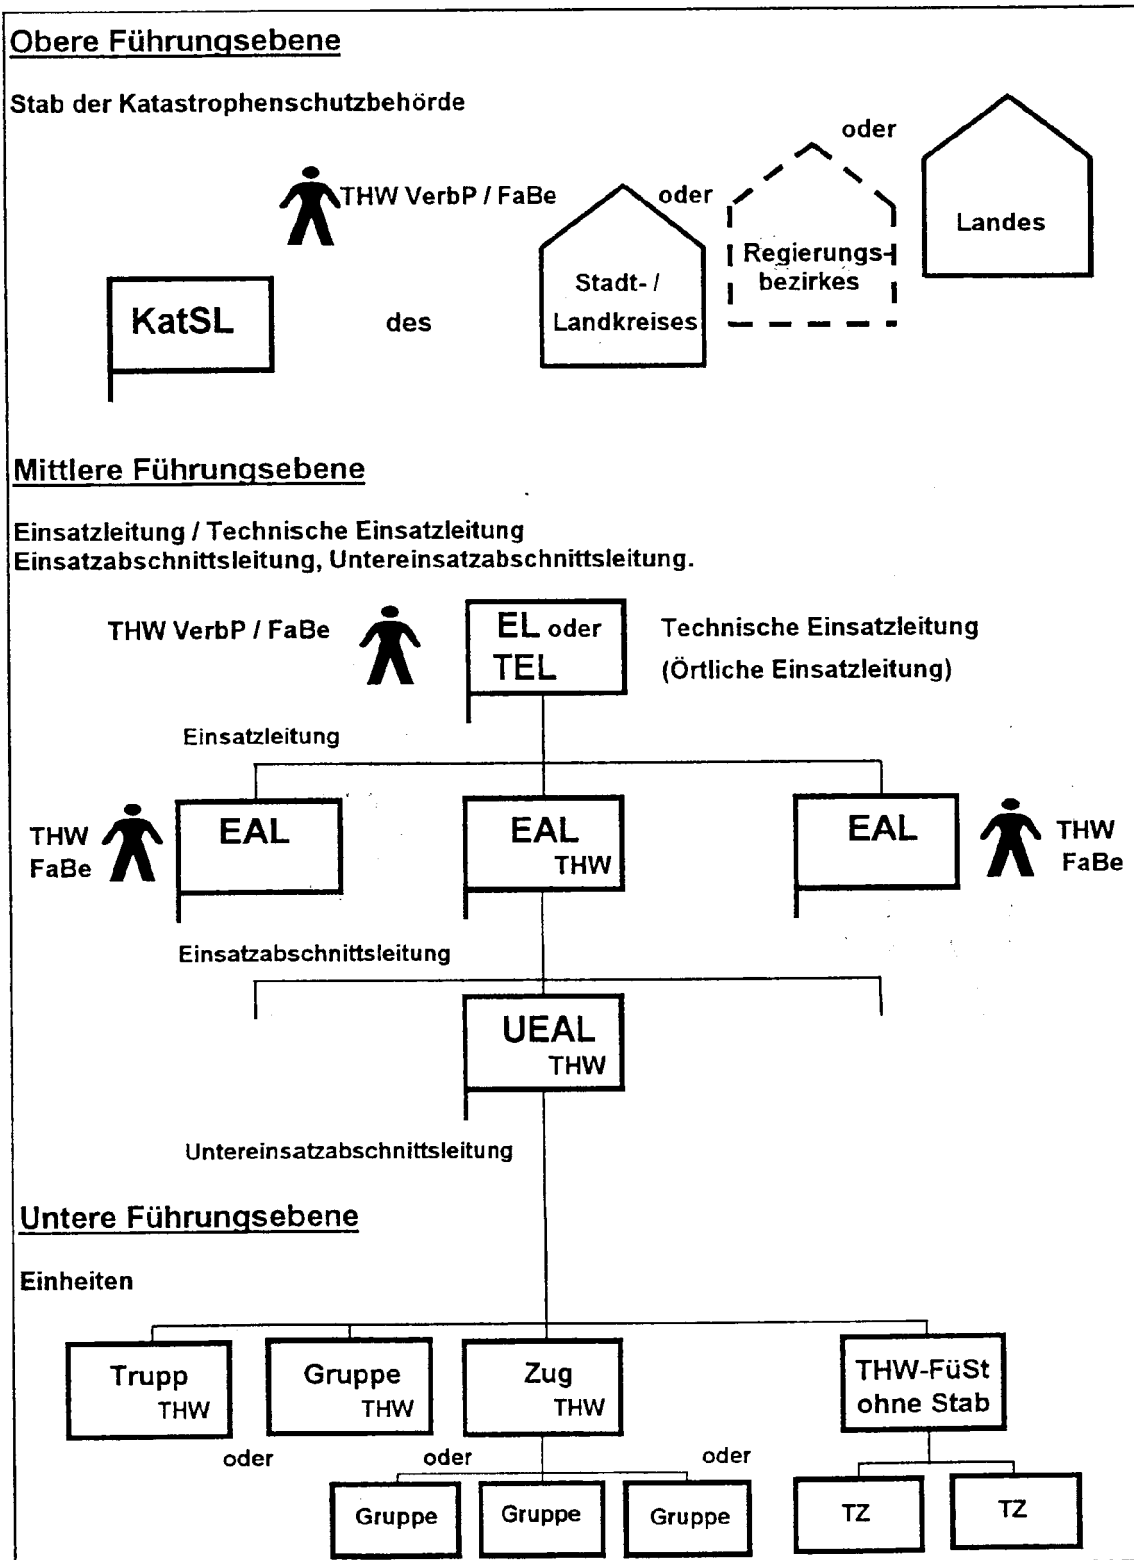 Obere Führungsebene
Stab der Katastrophenschutzbehörde
oder
THW VerbP / FaBe
oder
Landes
Regierungs-
bezirkes
Stadt- /
Landkreises
KatSL
des
Mittlere Führungsebene
Einsatzleitung / Technische Einsatzleitung
Einsatzabschnittsleitung, Untereinsatzabschnittsleitung.
THW VerbP / FaBe
EL oder
TEL
Technische Einsatzleitung
(Örtliche Einsatzleitung)
Einsatzleitung
THW
FaBe
EAL
EAL
THW
EAL
THW
FaBe
Einsatzabschnittsleitung
UEAL
THW
Untereinsatzabschnittsleitung
Untere Führungsebene
Einheiten
Trupp
THW
Gruppe
THW
Zug
THW
THW-FüSt
ohne Stab
oder
oder
oder
Gruppe
Gruppe
Gruppe
TZ
TZ